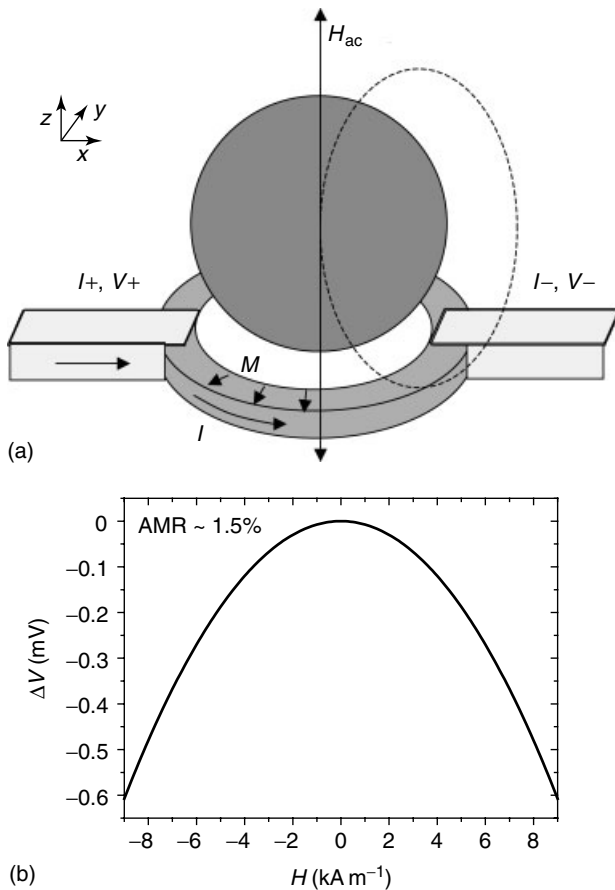 H_ac
z
y
x
I+, V+
I−, V−
M
I
(a)
AMR ~ 1.5%
0
−0.1
−0.2
−0.3
−0.4
−0.5
−0.6
ΔV (mV)
−8 −6 −4 −2 0 2 4 6 8
H (kA m⁻¹)
(b)